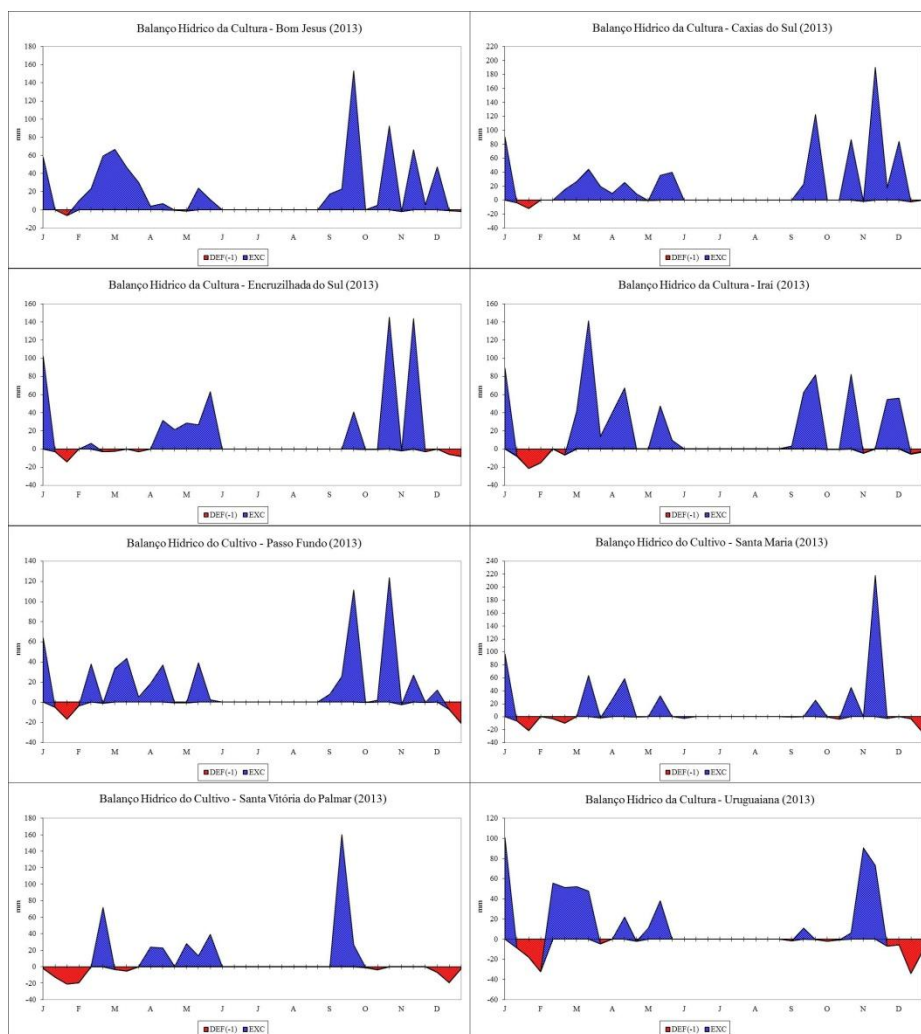 Balanço Hídrico da Cultura - Bom Jesus (2013)
180
160
140
120
100
80
60
40
20
0
-20
-40
mm
J F M A M J J A S O N D
DEF(-1) EXC
Balanço Hídrico da Cultura - Caxias do Sul (2013)
220
200
180
160
140
120
100
80
60
40
20
0
-20
-40
mm
J F M A M J J A S O N D
DEF(-1) EXC
Balanço Hídrico da Cultura - Encruzilhada do Sul (2013)
160
140
120
100
80
60
40
20
0
-20
-40
mm
J F M A M J J A S O N D
DEF(-1) EXC
Balanço Hídrico da Cultura - Iraí (2013)
160
140
120
100
80
60
40
20
0
-20
-40
mm
J F M A M J J A S O N D
DEF(-1) EXC
Balanço Hídrico do Cultivo - Passo Fundo (2013)
140
120
100
80
60
40
20
0
-20
-40
mm
J F M A M J J A S O N D
DEF(-1) EXC
Balanço Hídrico do Cultivo - Santa Maria (2013)
240
220
200
180
160
140
120
100
80
60
40
20
0
-20
-40
mm
J F M A M J J A S O N D
DEF(-1) EXC
Balanço Hídrico do Cultivo - Santa Vitória do Palmar (2013)
180
160
140
120
100
80
60
40
20
0
-20
-40
mm
J F M A M J J A S O N D
DEF(-1) EXC
Balanço Hídrico da Cultura - Uruguaiana (2013)
120
100
80
60
40
20
0
-20
-40
-60
mm
J F M A M J J A S O N D
DEF(-1) EXC